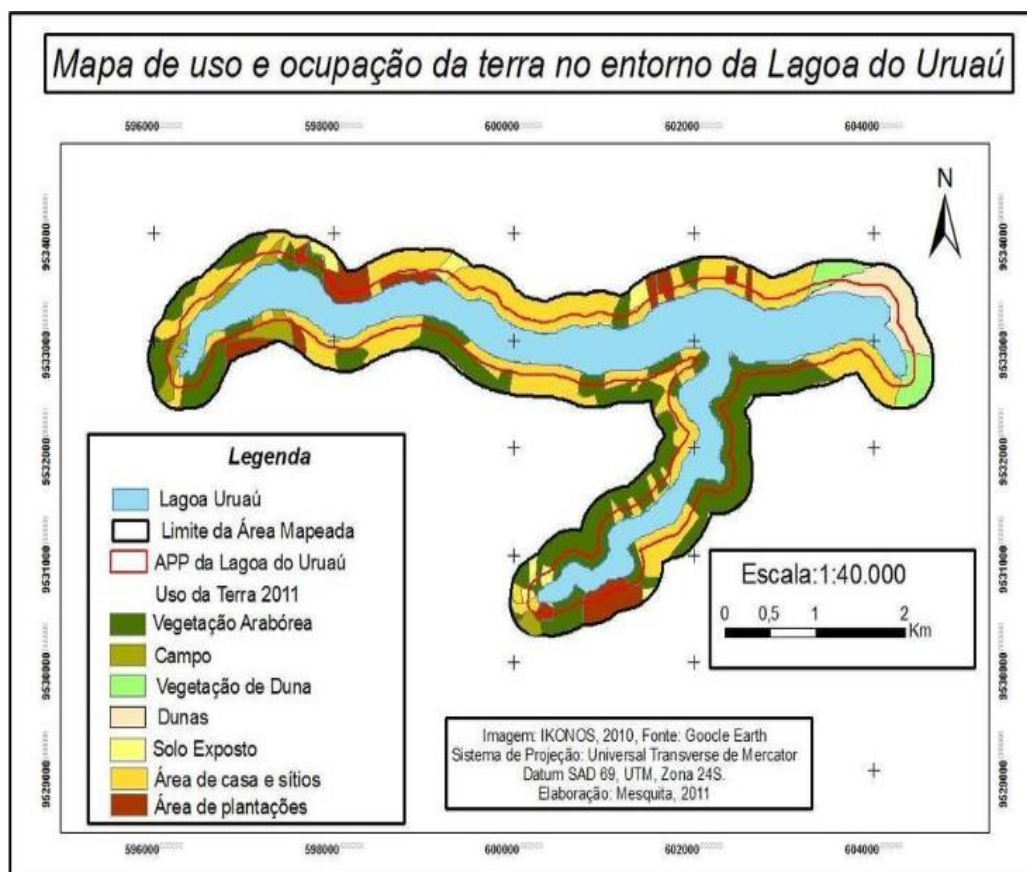 Mapa de uso e ocupação da terra no entorno da Lagoa do Uruaú
596000 598000 600000 602000 604000
N
9534000 9534000
9533000 9533000
9532000 9532000
9531000 9531000
9530000 9530000
9529000 9529000
Legenda
Lagoa Uruaú
Limite da Área Mapeada
APP da Lagoa do Uruaú
Uso da Terra 2011
Vegetação Arabórea
Campo
Vegetação de Duna
Dunas
Solo Exposto
Área de casa e sítios
Área de plantações
Escala:1:40.000
0 0,5 1 2
Km
Imagem: IKONOS, 2010, Fonte: Goocle Earth
Sistema de Projeção: Universal Transverse de Mercator
Datum SAD 69, UTM, Zona 24S.
Elaboração: Mesquita, 2011
596000 598000 600000 602000 604000